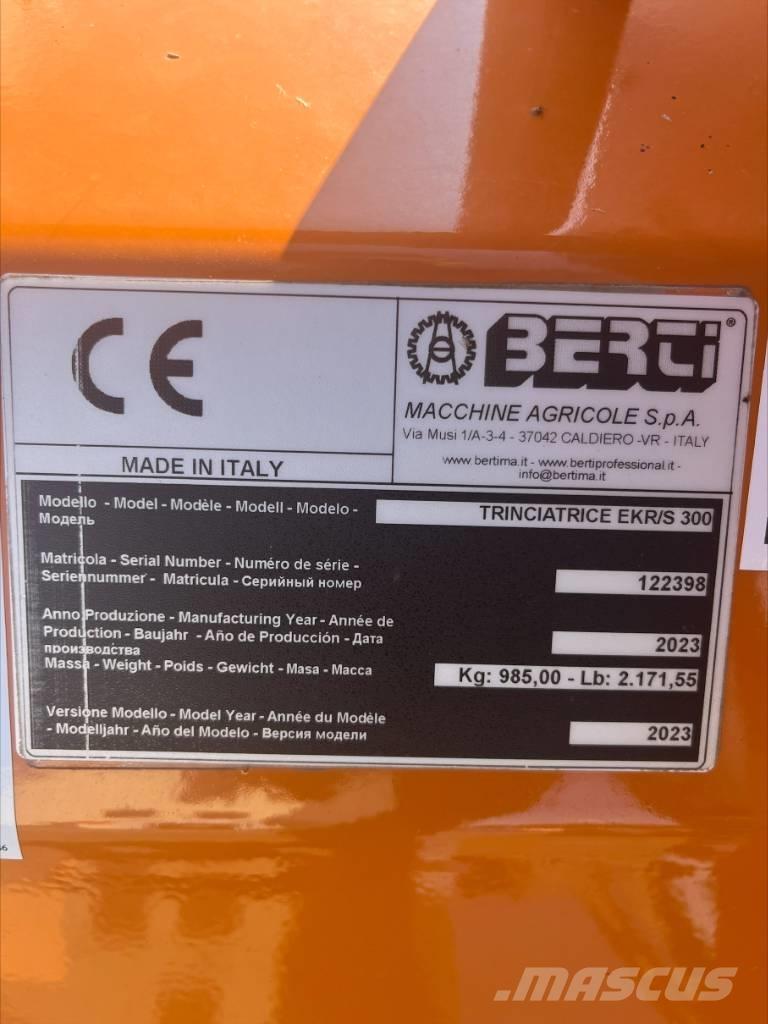 CE
BERTI®
MACCHINE AGRICOLE S.p.A.
Via Musi 1/A-3-4 - 37042 CALDIERO -VR - ITALY
www.bertima.it - www.bertiprofessional.it -
info@bertima.it
MADE IN ITALY
Modello - Model - Modèle - Modell - Modelo -
Модель
TRINCIATRICE EKR/S 300
Matricola - Serial Number - Numéro de série -
Seriennummer - Matricula - Серийный номер
122398
Anno Produzione - Manufacturing Year - Année de
Production - Baujahr - Año de Producción - Дата
производства
2023
Massa - Weight - Poids - Gewicht - Masa - Масса
Kg: 985,00 - Lb: 2.171,55
Versione Modello - Model Year - Année du Modèle
- Modelljahr - Año del Modelo - Версия модели
2023
MASCUS